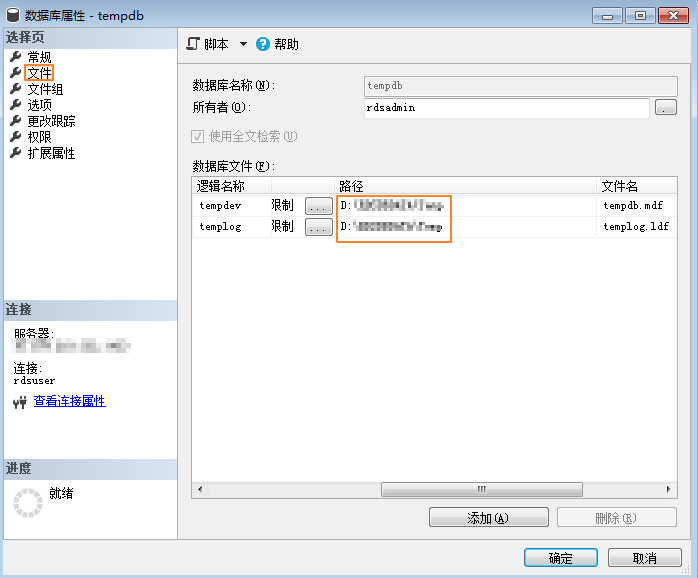 数据库属性 - tempdb
选择页
常规
文件
文件组
选项
更改跟踪
权限
扩展属性
连接
服务器:
连接:
rdsuser
查看连接属性
进度
就绪
脚本 帮助
数据库名称(N): tempdb
所有者(O): rdsadmin ...
使用全文检索(U)
数据库文件(F):
逻辑名称 路径 文件名
tempdev 限制 ... D: tempdb.mdf
templog 限制 ... D:\ templog.ldf
添加(A) 删除(R)
确定 取消